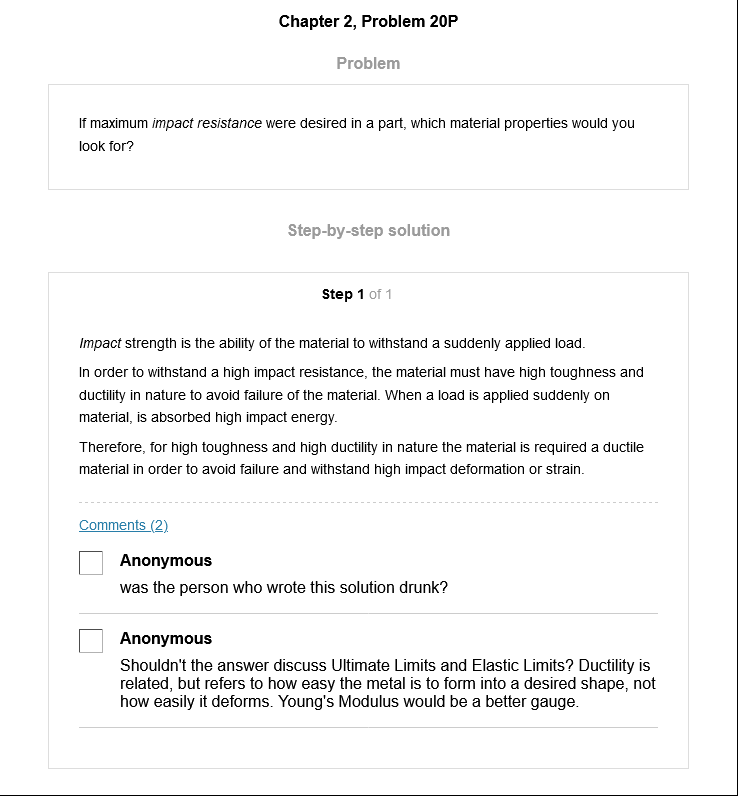 Chapter 2, Problem 20P
Problem
If maximum impact resistance were desired in a part, which material properties would you
look for?
Step-by-step solution
Step 1 of 1
Impact strength is the ability of the material to withstand a suddenly applied load.
In order to withstand a high impact resistance, the material must have high toughness and
ductility in nature to avoid failure of the material. When a load is applied suddenly on
material, is absorbed high impact energy.
Therefore, for high toughness and high ductility in nature the material is required a ductile
material in order to avoid failure and withstand high impact deformation or strain.
Comments (2)
Anonymous
was the person who wrote this solution drunk?
Anonymous
Shouldn't the answer discuss Ultimate Limits and Elastic Limits? Ductility is
related, but refers to how easy the metal is to form into a desired shape, not
how easily it deforms. Young's Modulus would be a better gauge.